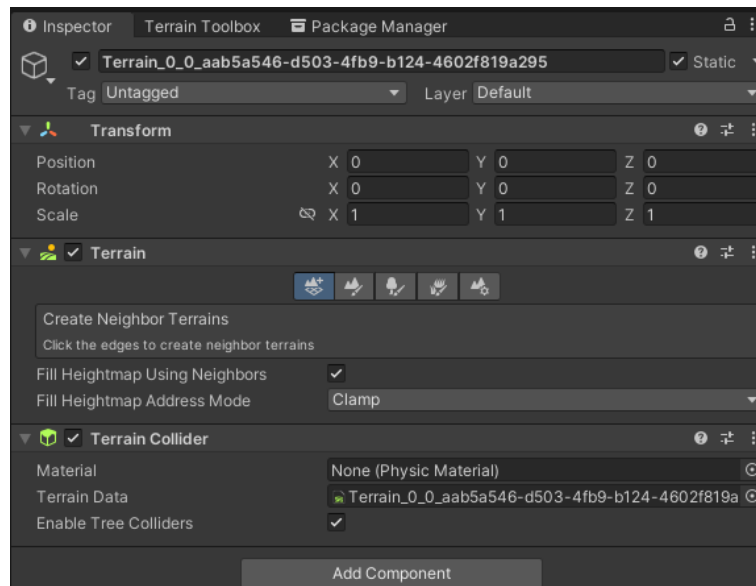 Inspector Terrain Toolbox Package Manager
Terrain_0_0_aab5a546-d503-4fb9-b124-4602f819a295 Static
Tag Untagged Layer Default
Transform
Position X 0 Y 0 Z 0
Rotation X 0 Y 0 Z 0
Scale X 1 Y 1 Z 1
Terrain
Create Neighbor Terrains
Click the edges to create neighbor terrains
Fill Heightmap Using Neighbors
Fill Heightmap Address Mode Clamp
Terrain Collider
Material None (Physic Material)
Terrain Data Terrain_0_0_aab5a546-d503-4fb9-b124-4602f819a
Enable Tree Colliders
Add Component